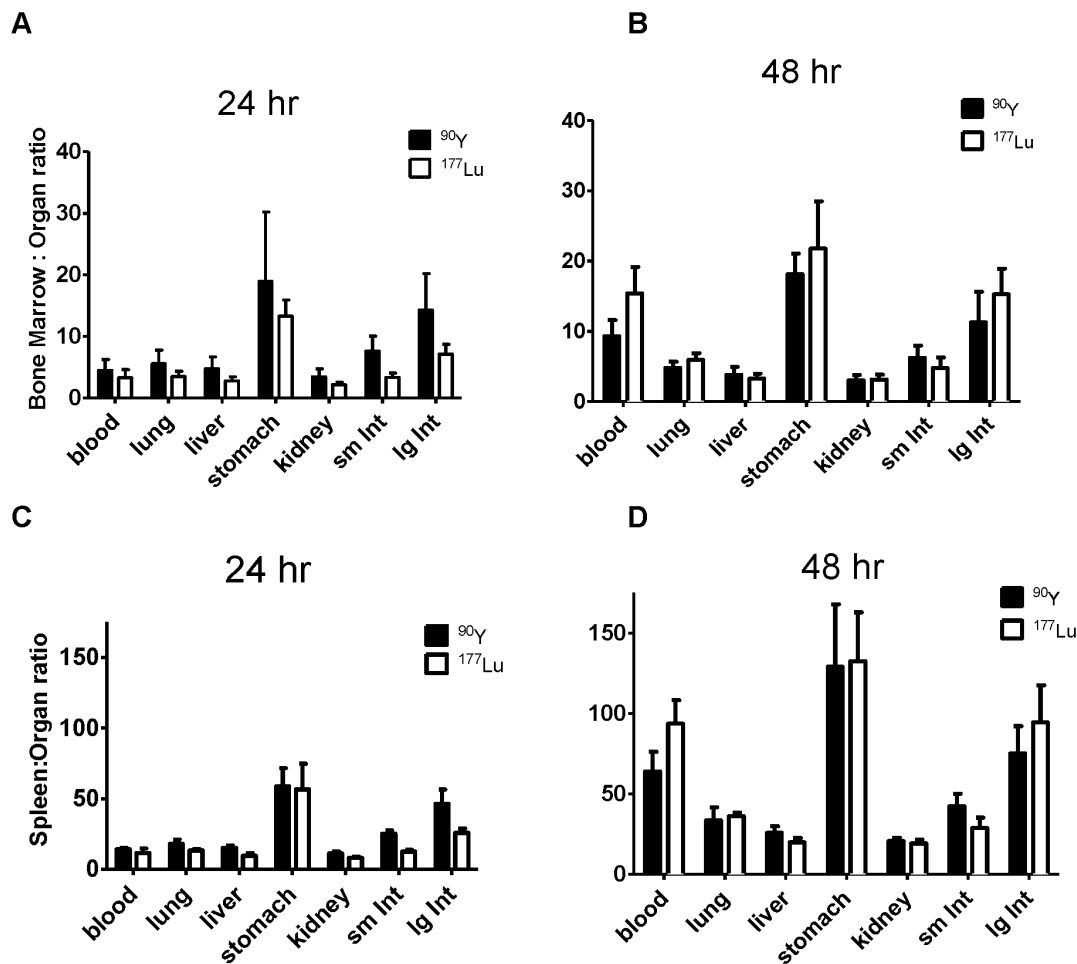 A
24 hr
90Y
177Lu
Bone Marrow : Organ ratio
40
30
20
10
0
blood
lung
liver
stomach
kidney
sm Int
lg Int
B
48 hr
90Y
177Lu
40
30
20
10
0
blood
lung
liver
stomach
kidney
sm Int
lg Int
C
24 hr
90Y
177Lu
Spleen:Organ ratio
150
100
50
0
blood
lung
liver
stomach
kidney
sm Int
lg Int
D
48 hr
90Y
177Lu
150
100
50
0
blood
lung
liver
stomach
kidney
sm Int
lg Int